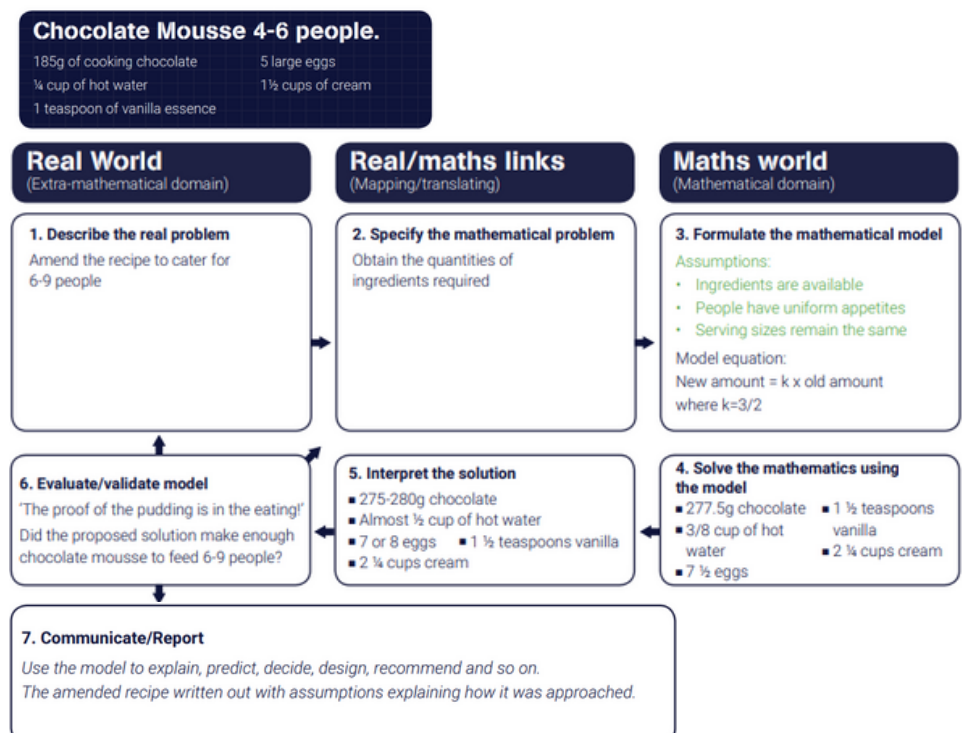 Chocolate Mousse 4-6 people.
185g of cooking chocolate
5 large eggs
¼ cup of hot water
1½ cups of cream
1 teaspoon of vanilla essence
Real World
(Extra-mathematical domain)
Real/maths links
(Mapping/translating)
Maths world
(Mathematical domain)
1. Describe the real problem
Amend the recipe to cater for
6-9 people
2. Specify the mathematical problem
Obtain the quantities of
ingredients required
3. Formulate the mathematical model
Assumptions:
• Ingredients are available
• People have uniform appetites
• Serving sizes remain the same
Model equation:
New amount = k x old amount
where k=3/2
4. Solve the mathematics using
the model
▪ 277.5g chocolate
▪ 3/8 cup of hot
water
▪ 7 ½ eggs
▪ 1 ½ teaspoons
vanilla
▪ 2 ¼ cups cream
5. Interpret the solution
▪ 275-280g chocolate
▪ Almost ½ cup of hot water
▪ 7 or 8 eggs ▪ 1 ½ teaspoons vanilla
▪ 2 ¼ cups cream
6. Evaluate/validate model
‘The proof of the pudding is in the eating!’
Did the proposed solution make enough
chocolate mousse to feed 6-9 people?
7. Communicate/Report
Use the model to explain, predict, decide, design, recommend and so on.
The amended recipe written out with assumptions explaining how it was approached.